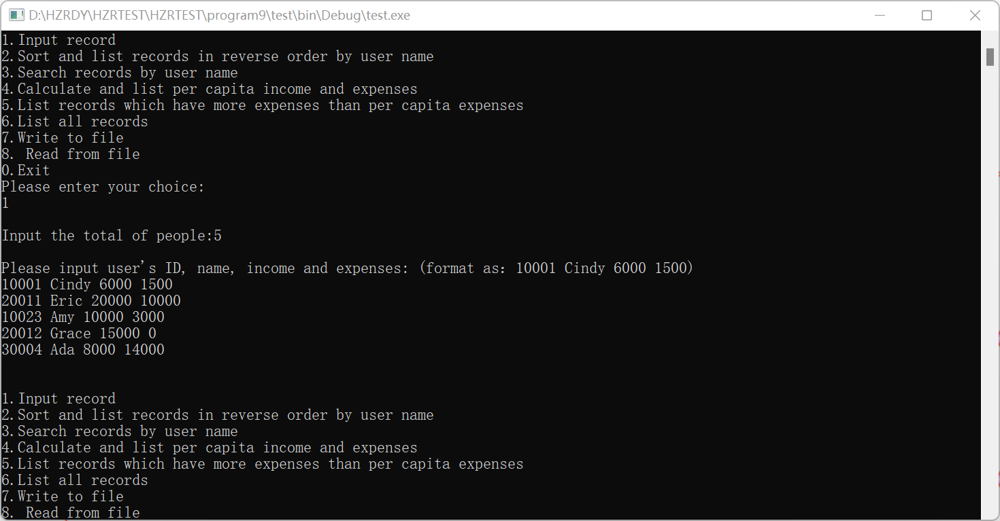 D:\HZRDY\HZRTEST\HZRTEST\program9\test\bin\Debug\test.exe
1.Input record
2.Sort and list records in reverse order by user name
3.Search records by user name
4.Calculate and list per capita income and expenses
5.List records which have more expenses than per capita expenses
6.List all records
7.Write to file
8. Read from file
0.Exit
Please enter your choice:
1
Input the total of people:5
Please input user's ID, name, income and expenses: (format as: 10001 Cindy 6000 1500)
10001 Cindy 6000 1500
20011 Eric 20000 10000
10023 Amy 10000 3000
20012 Grace 15000 0
30004 Ada 8000 14000
1.Input record
2.Sort and list records in reverse order by user name
3.Search records by user name
4.Calculate and list per capita income and expenses
5.List records which have more expenses than per capita expenses
6.List all records
7.Write to file
8. Read from file